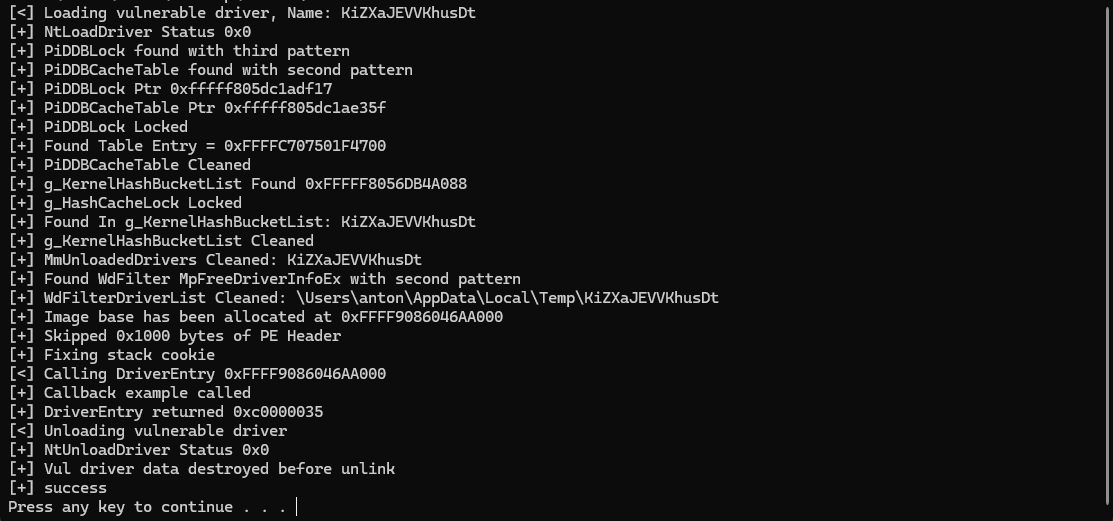 [<] Loading vulnerable driver, Name: KiZXaJEVVKhusDt
[+] NtLoadDriver Status 0x0
[+] PiDDBLock found with third pattern
[+] PiDDBCacheTable found with second pattern
[+] PiDDBLock Ptr 0xfffff805dc1adf17
[+] PiDDBCacheTable Ptr 0xfffff805dc1ae35f
[+] PiDDBLock Locked
[+] Found Table Entry = 0xFFFFC707501F4700
[+] PiDDBCacheTable Cleaned
[+] g_KernelHashBucketList Found 0xFFFFF8056DB4A088
[+] g_HashCacheLock Locked
[+] Found In g_KernelHashBucketList: KiZXaJEVVKhusDt
[+] g_KernelHashBucketList Cleaned
[+] MmUnloadedDrivers Cleaned: KiZXaJEVVKhusDt
[+] Found WdFilter MpFreeDriverInfoEx with second pattern
[+] WdFilterDriverList Cleaned: \Users\anton\AppData\Local\Temp\KiZXaJEVVKhusDt
[+] Image base has been allocated at 0xFFFF9086046AA000
[+] Skipped 0x1000 bytes of PE Header
[+] Fixing stack cookie
[<] Calling DriverEntry 0xFFFF9086046AA000
[+] Callback example called
[+] DriverEntry returned 0xc0000035
[<] Unloading vulnerable driver
[+] NtUnloadDriver Status 0x0
[+] Vul driver data destroyed before unlink
[+] success
Press any key to continue . . .